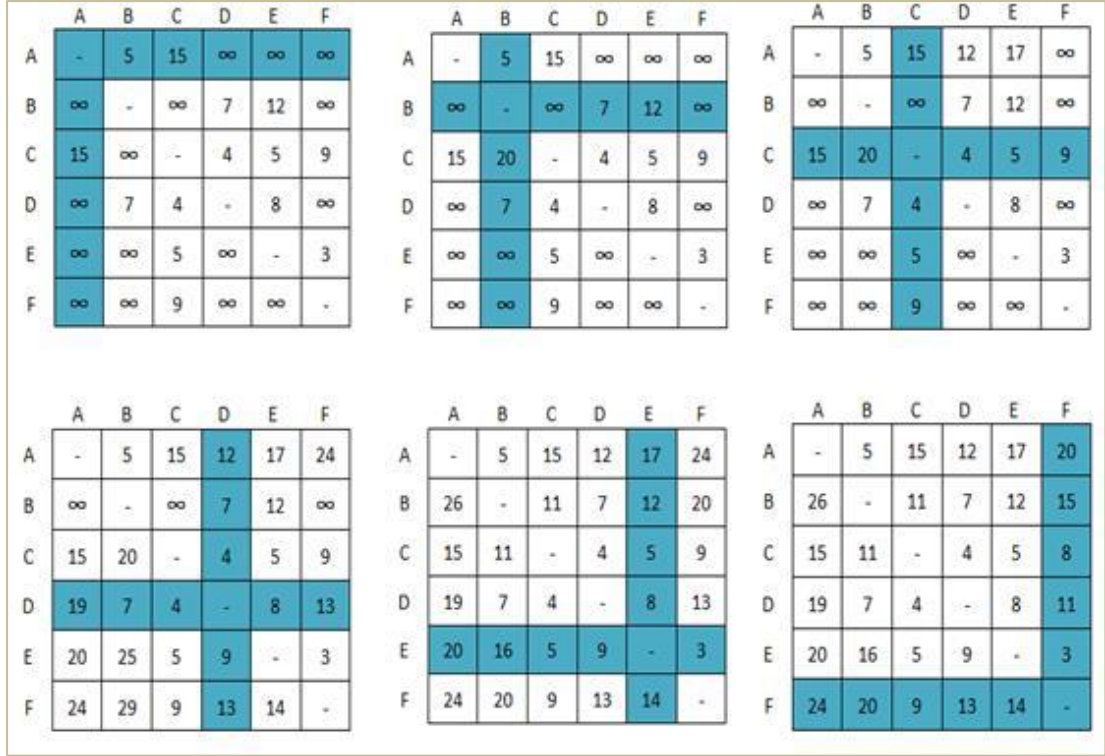 A B C D E F
A - 5 15 ∞ ∞ ∞
B ∞ - ∞ 7 12 ∞
C 15 ∞ - 4 5 9
D ∞ 7 4 - 8 ∞
E ∞ ∞ 5 ∞ - 3
F ∞ ∞ 9 ∞ ∞ -
A B C D E F
A - 5 15 ∞ ∞ ∞
B ∞ - ∞ 7 12 ∞
C 15 20 - 4 5 9
D ∞ 7 4 - 8 ∞
E ∞ ∞ 5 ∞ - 3
F ∞ ∞ 9 ∞ ∞ -
A B C D E F
A - 5 15 12 17 ∞
B ∞ - ∞ 7 12 ∞
C 15 20 - 4 5 9
D ∞ 7 4 - 8 ∞
E ∞ ∞ 5 ∞ - 3
F ∞ ∞ 9 ∞ ∞ -
A B C D E F
A - 5 15 12 17 24
B ∞ - ∞ 7 12 ∞
C 15 20 - 4 5 9
D 19 7 4 - 8 13
E 20 25 5 9 - 3
F 24 29 9 13 14 -
A B C D E F
A - 5 15 12 17 24
B 26 - 11 7 12 20
C 15 11 - 4 5 9
D 19 7 4 - 8 13
E 20 16 5 9 - 3
F 24 20 9 13 14 -
A B C D E F
A - 5 15 12 17 20
B 26 - 11 7 12 15
C 15 11 - 4 5 8
D 19 7 4 - 8 11
E 20 16 5 9 - 3
F 24 20 9 13 14 -